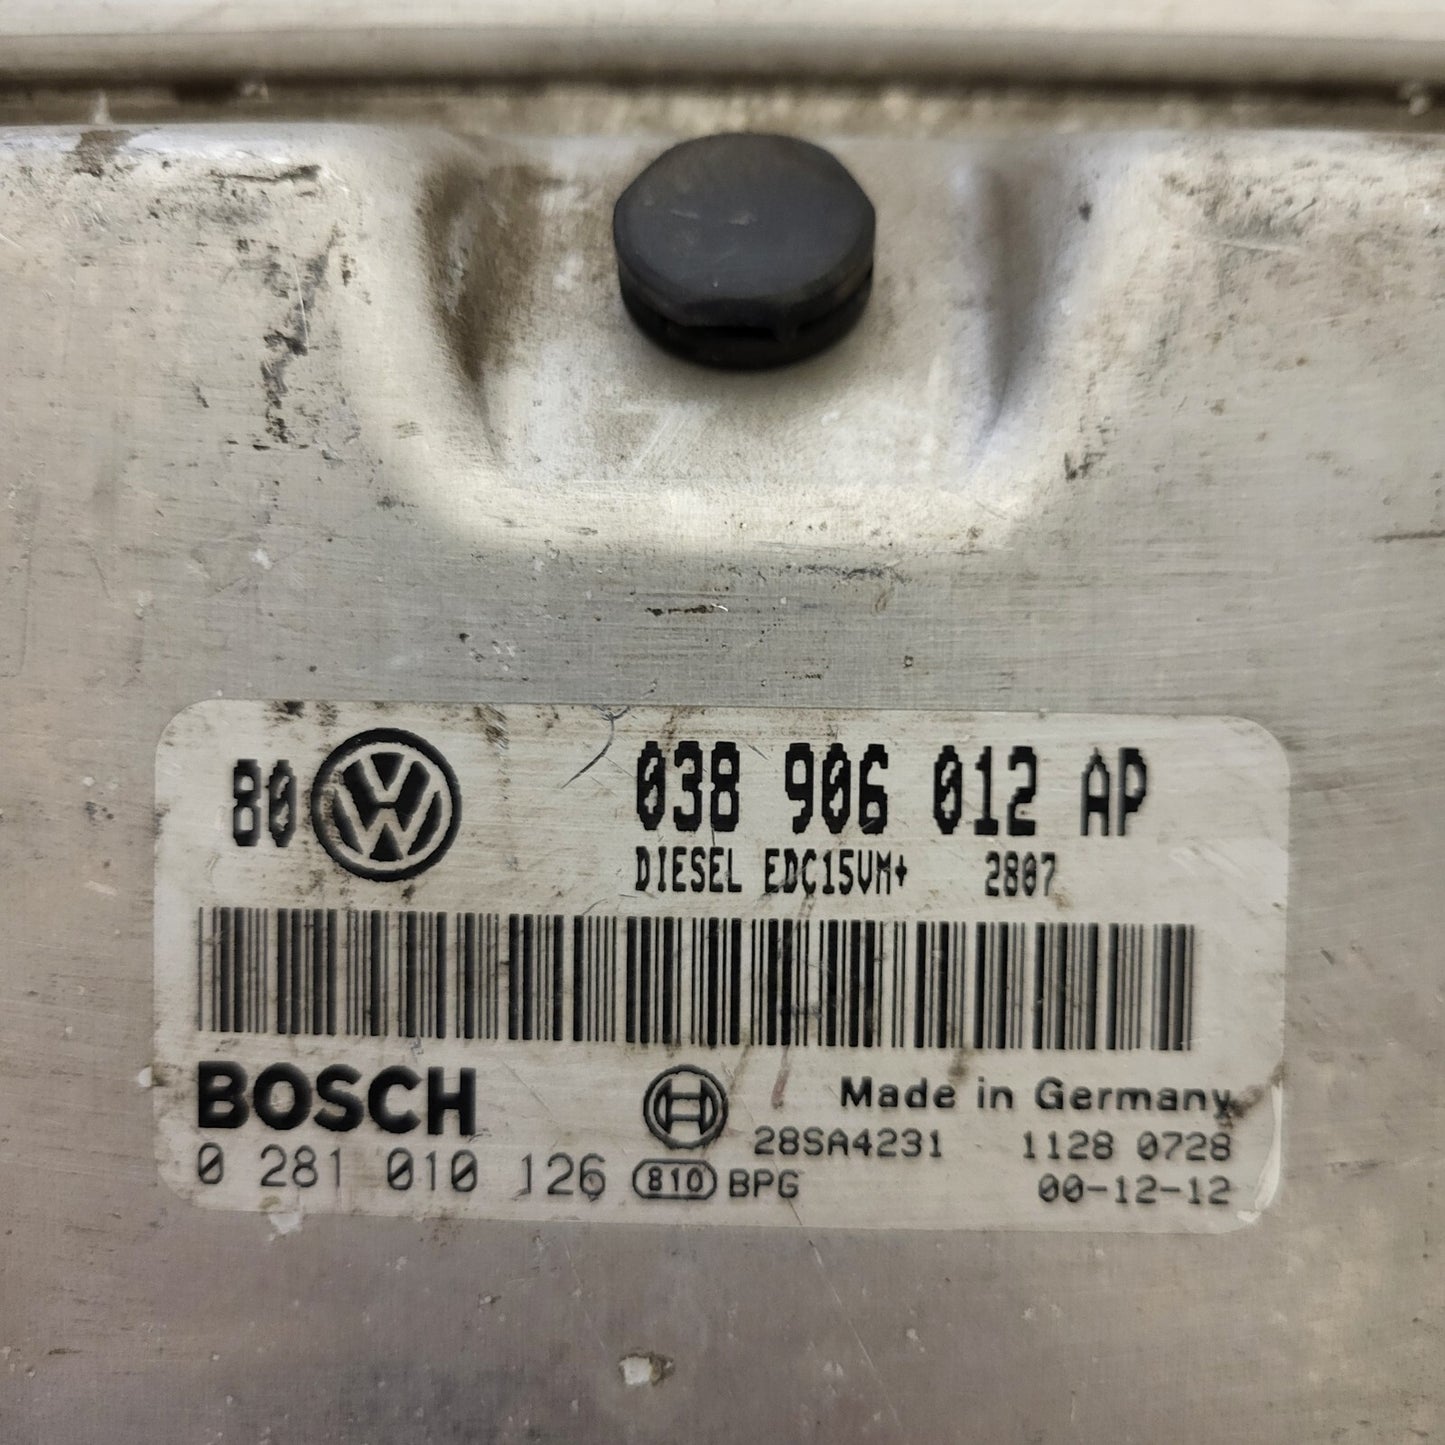 80 VW 038 906 012 AP
DIESEL EDC15VM+ 2807
BOSCH Made in Germany
28SA4231 1128 0728
0 281 010 126 810 BPG 00-12-12